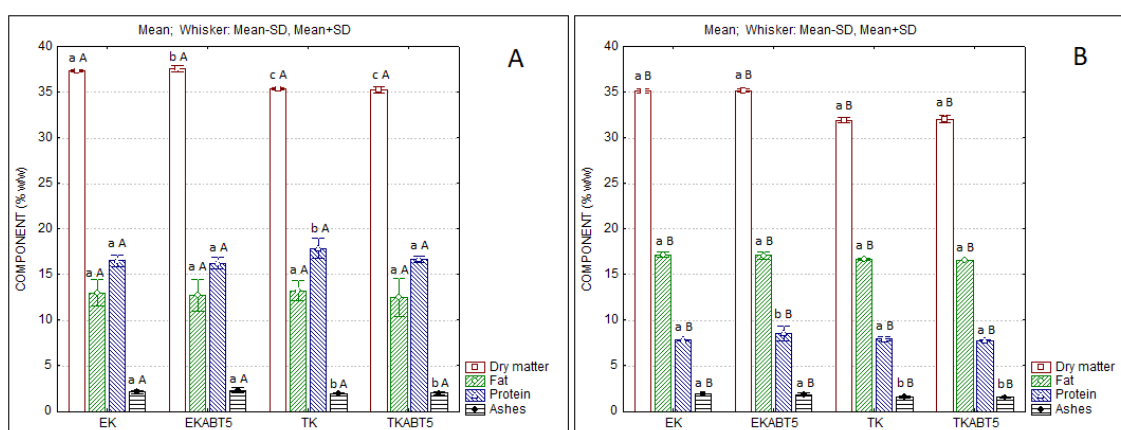 Mean; Whisker: Mean-SD, Mean+SD
A
COMPONENT (% w/w)
40
35
30
25
20
15
10
5
0
a A
b A
c A
c A
a A
a A
a A
a A
b A
a A
a A
a A
a A
a A
b A
b A
EK
EKABT5
TK
TKABT5
Dry matter
Fat
Protein
Ashes
Mean; Whisker: Mean-SD, Mean+SD
B
COMPONENT (% w/w)
40
35
30
25
20
15
10
5
0
a B
a B
a B
a B
a B
a B
a B
a B
a B
b B
a B
a B
a B
a B
b B
b B
EK
EKABT5
TK
TKABT5
Dry matter
Fat
Protein
Ashes